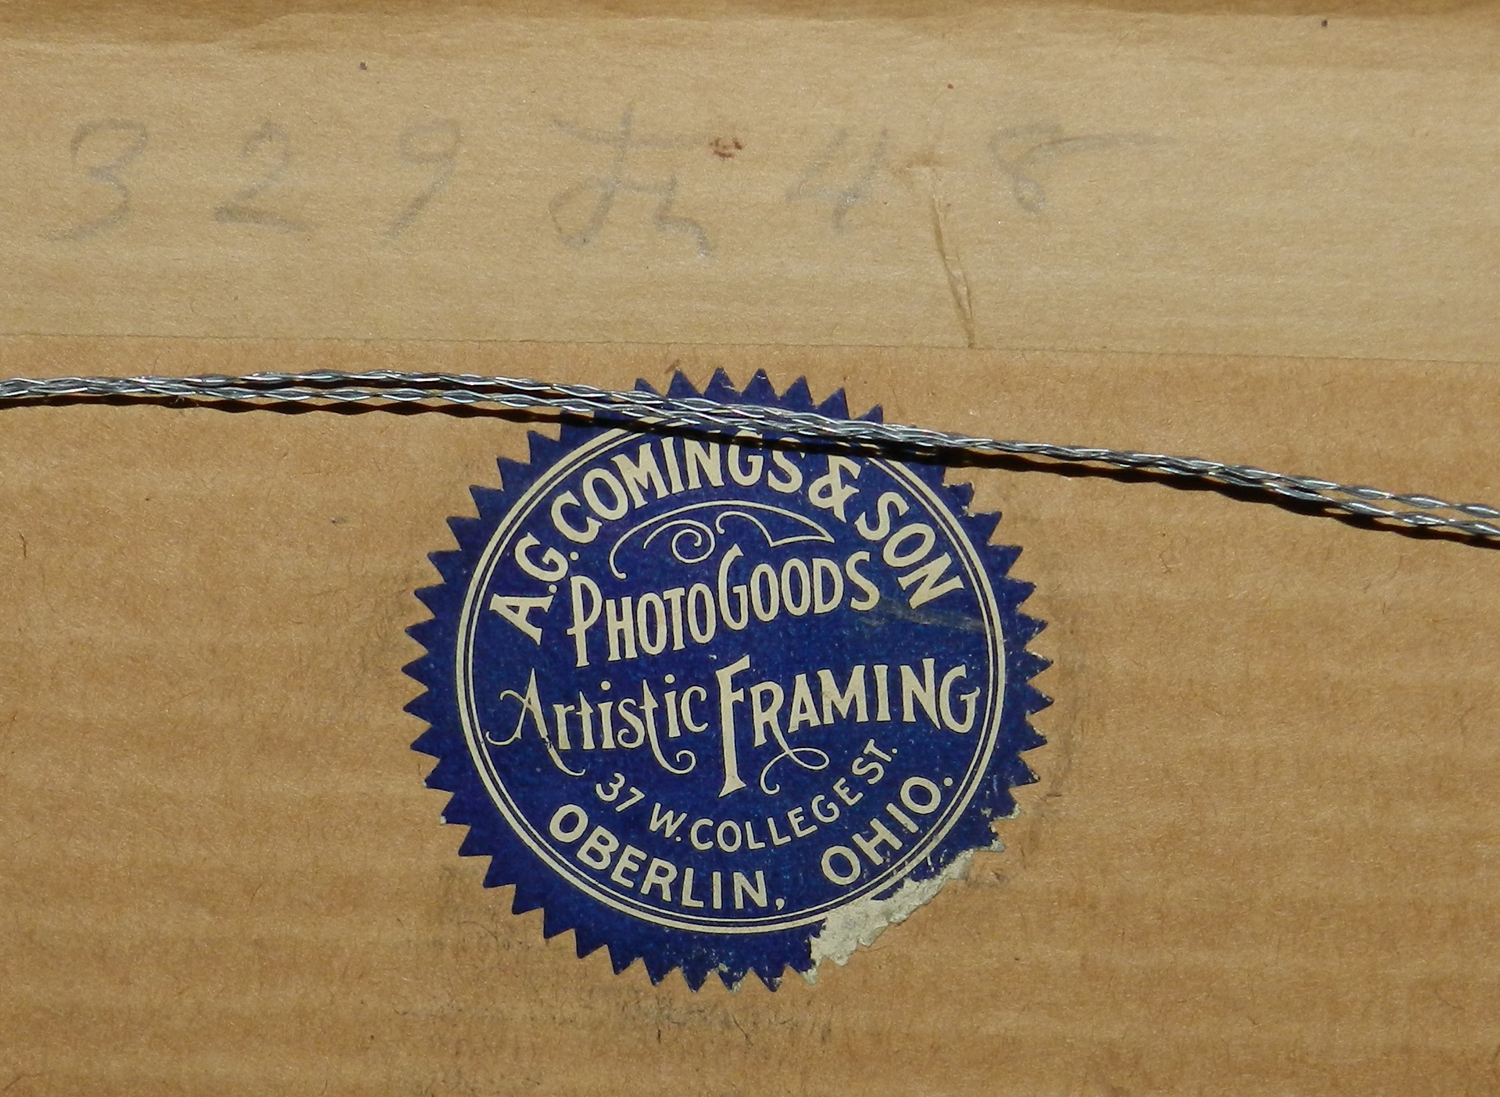 329 48
A.G. COMINGS & SON
PHOTO GOODS
Artistic FRAMING
37 W. COLLEGE ST.
OBERLIN, OHIO.